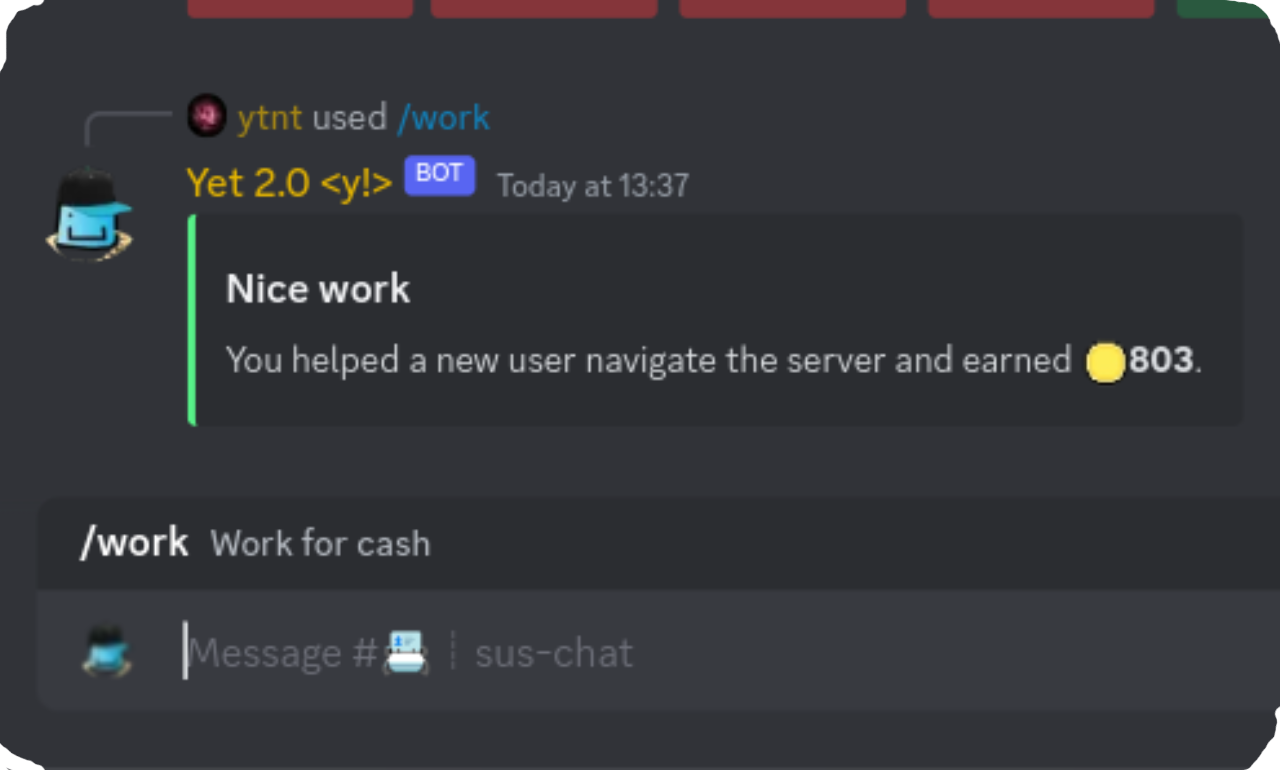 ytnt used /work
Yet 2.0 <y!> BOT Today at 13:37
Nice work
You helped a new user navigate the server and earned 803.
/work Work for cash
Message # ┊ sus-chat